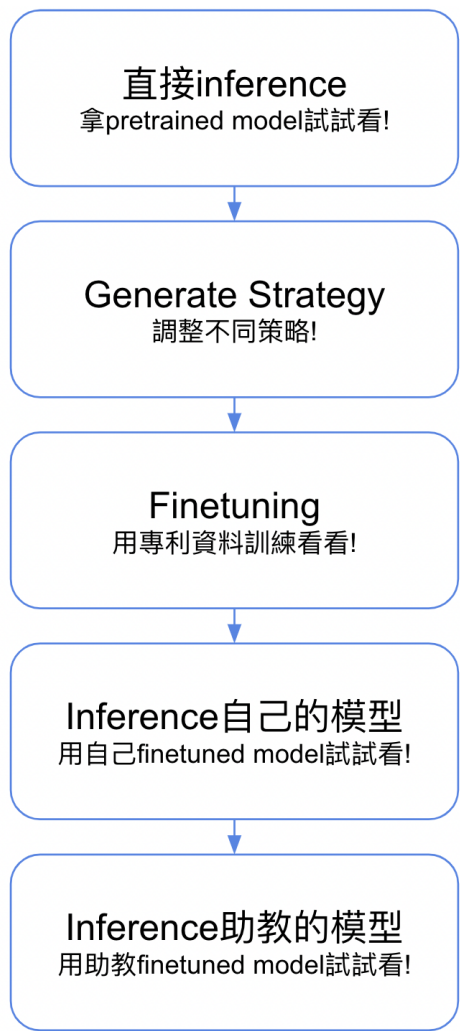 直接inference
拿pretrained model試試看!
Generate Strategy
調整不同策略!
Finetuning
用專利資料訓練看看!
Inference自己的模型
用自己finetuned model試試看!
Inference助教的模型
用助教finetuned model試試看!